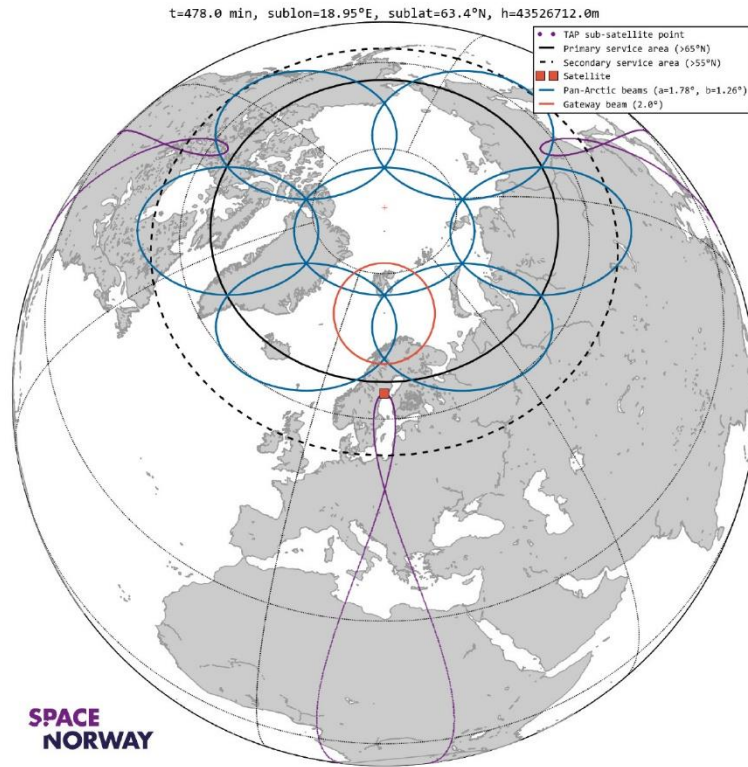 t=478.0 min, sublon=18.95°E, sublat=63.4°N, h=43526712.0m
TAP sub-satellite point
Primary service area (>65°N)
Secondary service area (>55°N)
Satellite
Pan-Arctic beams (a=1.78°, b=1.26°)
Gateway beam (2.0°)
SPACE
NORWAY